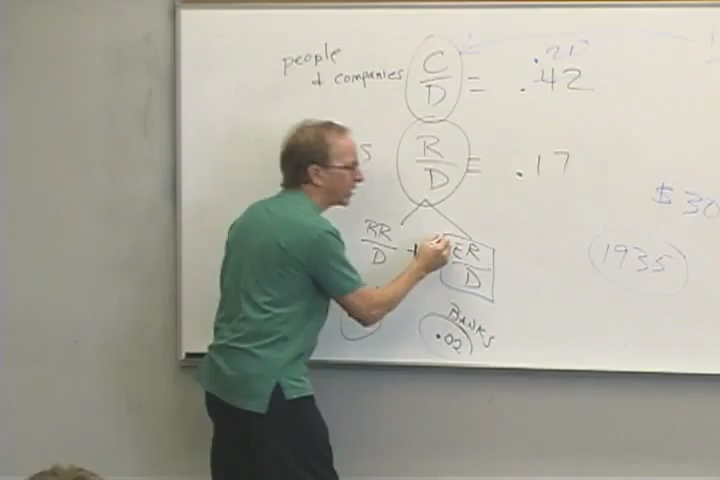 people
& companies
C/D = .42
.21
S
R/D = .17
RR/D + ER/D
$30
1935
BANKS
.02